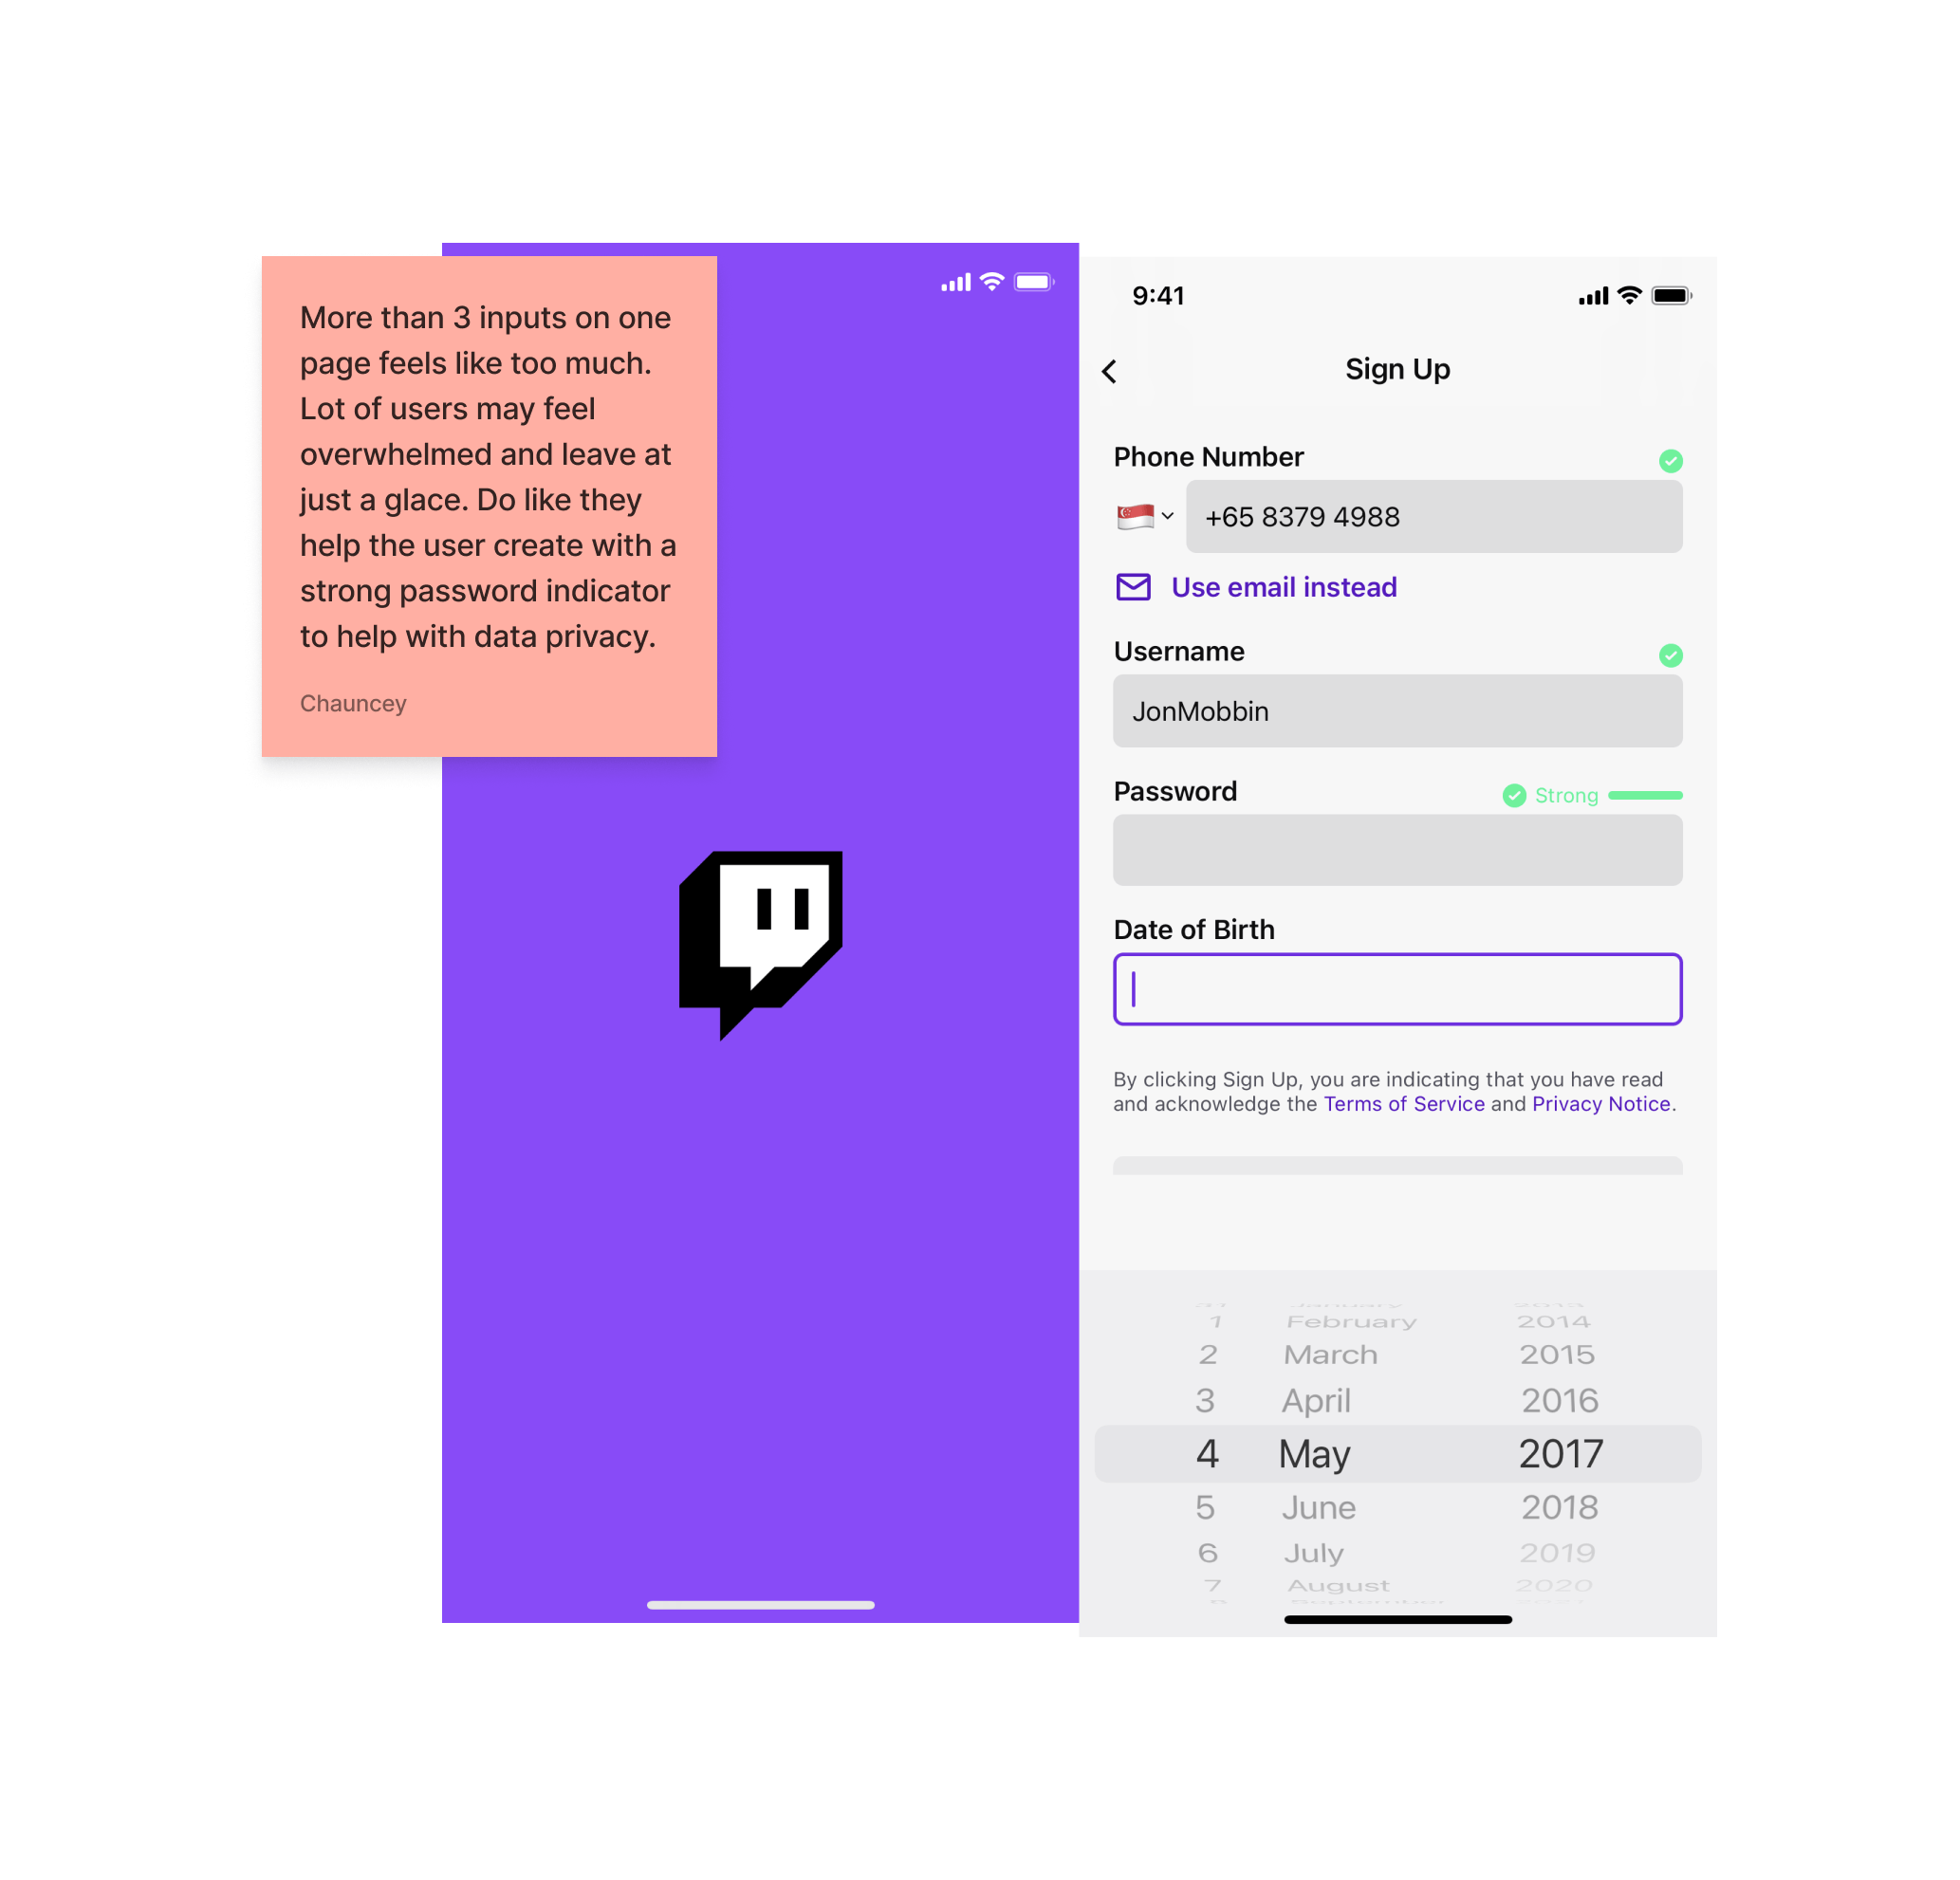 More than 3 inputs on one
page feels like too much.
Lot of users may feel
overwhelmed and leave at
just a glace. Do like they
help the user create with a
strong password indicator
to help with data privacy.
Chauncey
9:41
Sign Up
Phone Number
+65 8379 4988
Use email instead
Username
JonMobbin
Password
Strong
Date of Birth
By clicking Sign Up, you are indicating that you have read
and acknowledge the Terms of Service and Privacy Notice.
January
1 February 2014
2 March 2015
3 April 2016
4 May 2017
5 June 2018
6 July 2019
7 August 2020
September